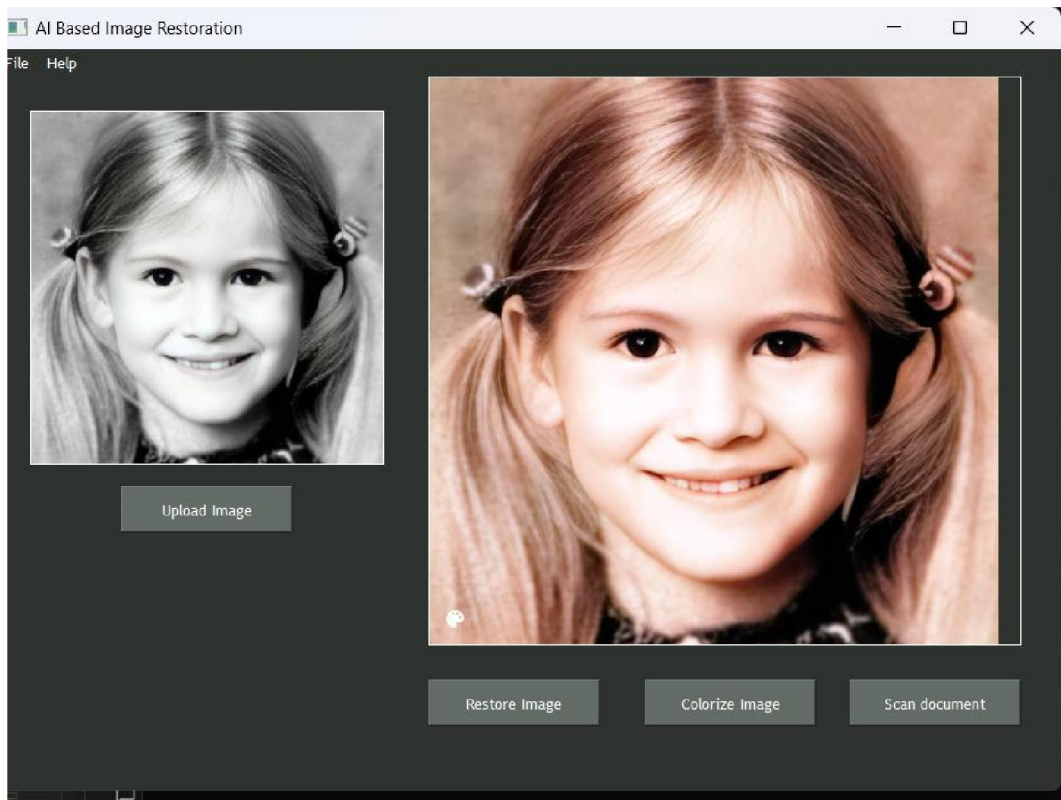 AI Based Image Restoration
File Help
Upload Image
Restore Image
Colorize Image
Scan document